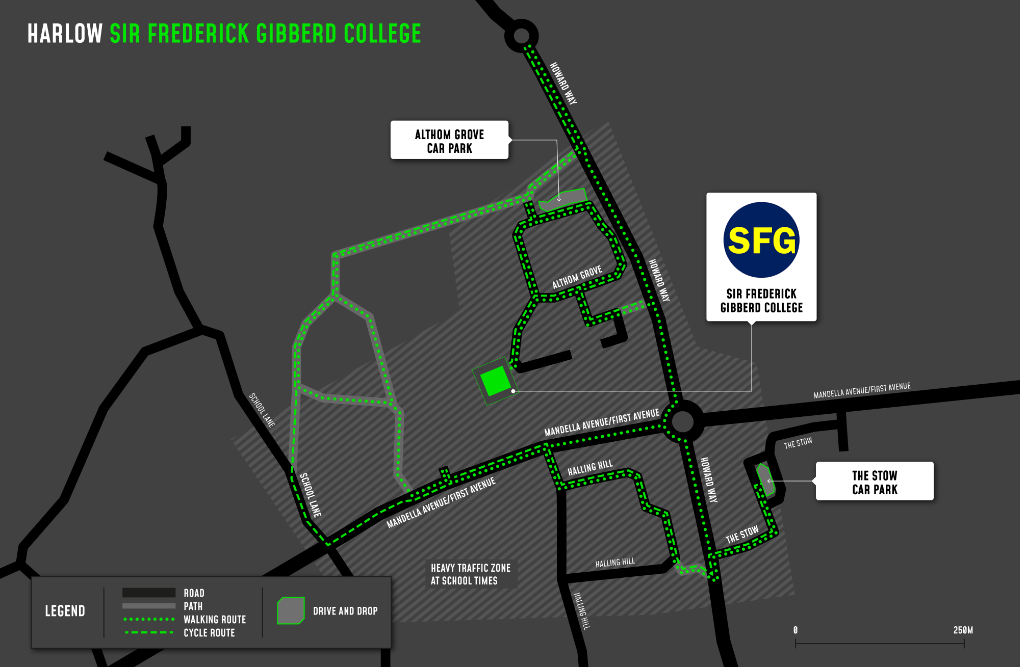 HARLOW SIR FREDERICK GIBBERD COLLEGE
HOWARD WAY
ALTHOM GROVE
CAR PARK
SFG
SIR FREDERICK
GIBBERD COLLEGE
HOWARD WAY
ALTHOM GROVE
MANDELLA AVENUE/FIRST AVENUE
SCHOOL LANE
MANDELLA AVENUE/FIRST AVENUE
THE STOW
HALLING HILL
HOWARD WAY
THE STOW
CAR PARK
SCHOOL LANE
MANDELLA AVENUE/FIRST AVENUE
THE STOW
HALLING HILL
HEAVY TRAFFIC ZONE
AT SCHOOL TIMES
HALLING HILL
LEGEND
ROAD
PATH
WALKING ROUTE
CYCLE ROUTE
DRIVE AND DROP
0 250M